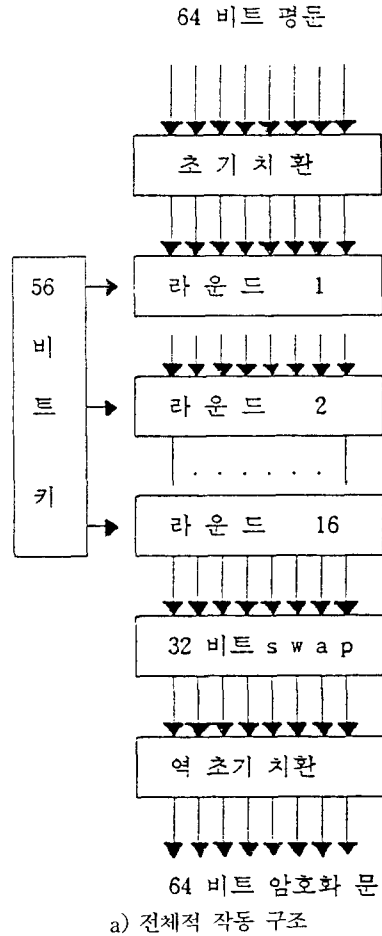 64 비트 평둔
초 기 치 환
56 비 트 키
라 운 드 1
라 운 드 2
. . . . . .
라 운 드 16
32 비트 s w a p
역 초기 치환
64 비트 암호화 문
a) 전체적 작동 구조